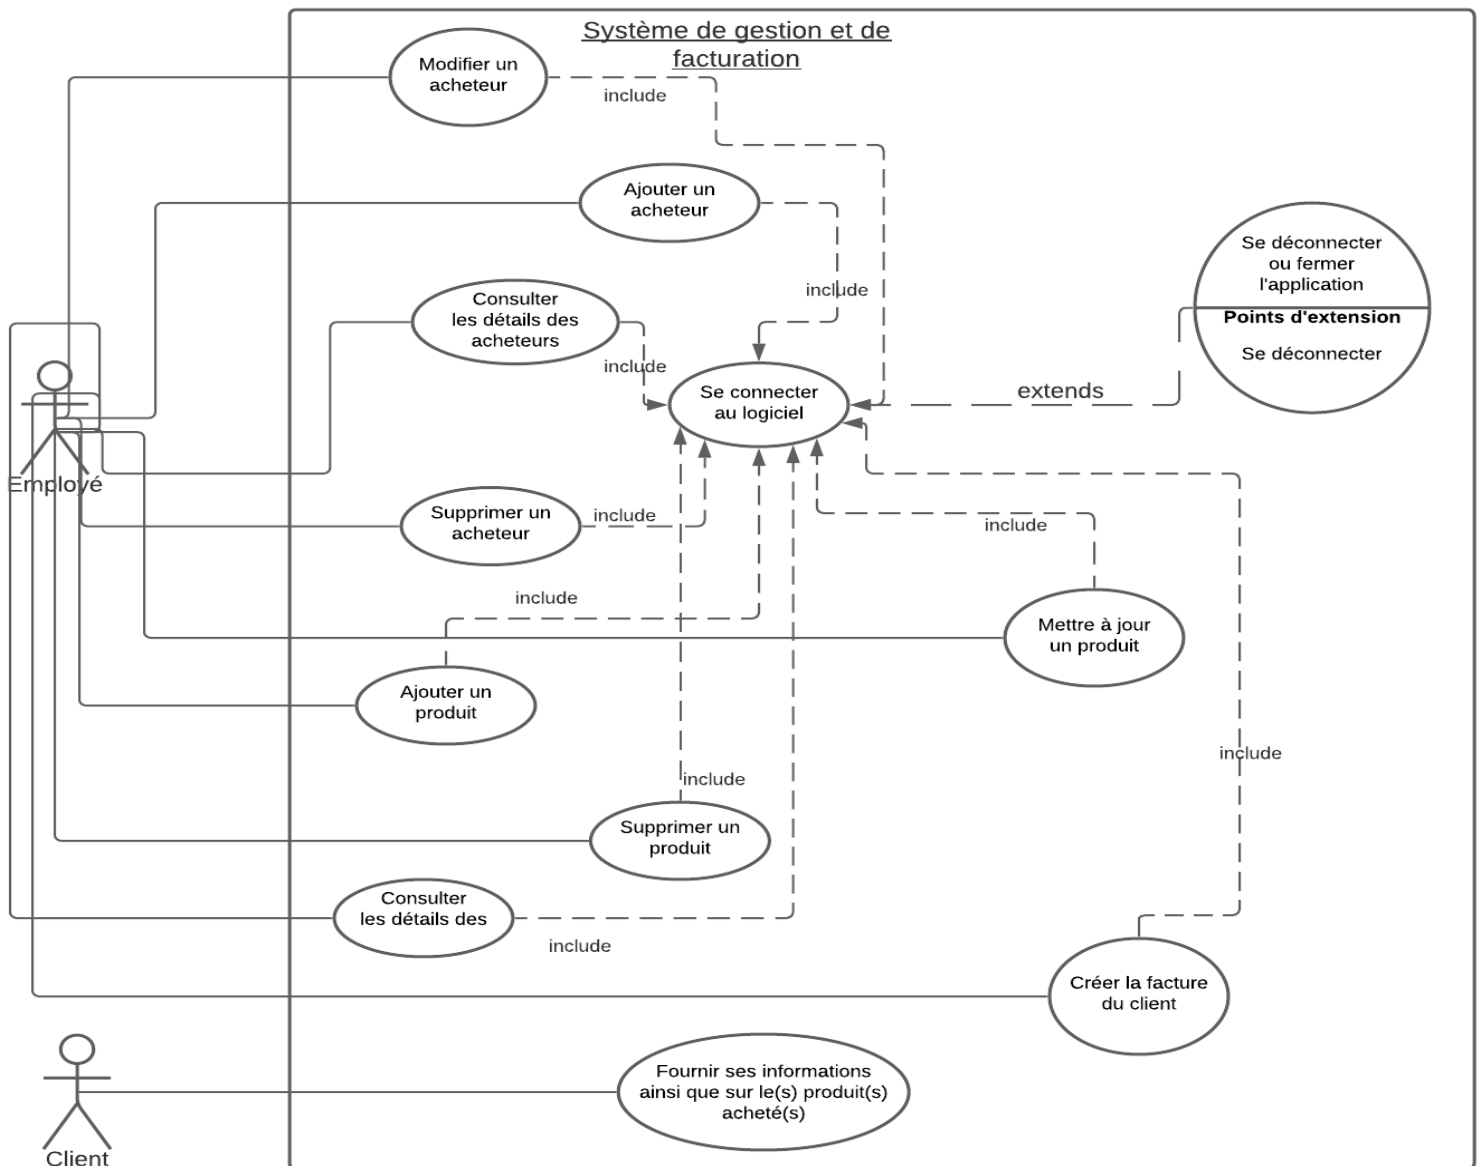 Système de gestion et de
facturation
Modifier un
acheteur
include
Ajouter un
acheteur
include
Se déconnecter
ou fermer
l'application
Points d'extension
Se déconnecter
Consulter
les détails des
acheteurs
include
Se connecter
au logiciel
extends
Employé
Supprimer un
acheteur
include
include
include
Mettre à jour
un produit
Ajouter un
produit
include
include
Supprimer un
produit
Consulter
les détails des
include
Créer la facture
du client
Fournir ses informations
ainsi que sur le(s) produit(s)
acheté(s)
Client